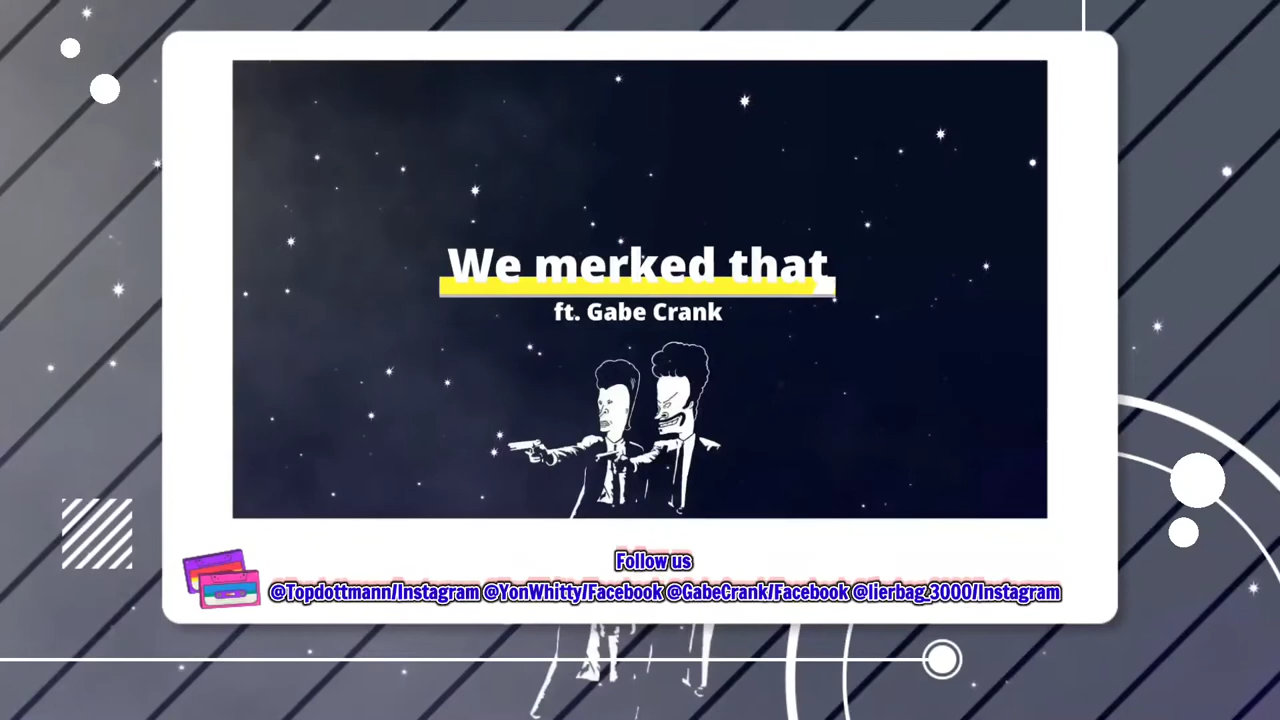 We merked that
ft. Gabe Crank
Follow us
@Topdottmann/Instagram @YonWhitty/Facebook @GabeCrank/Facebook @lierbag_3000/Instagram